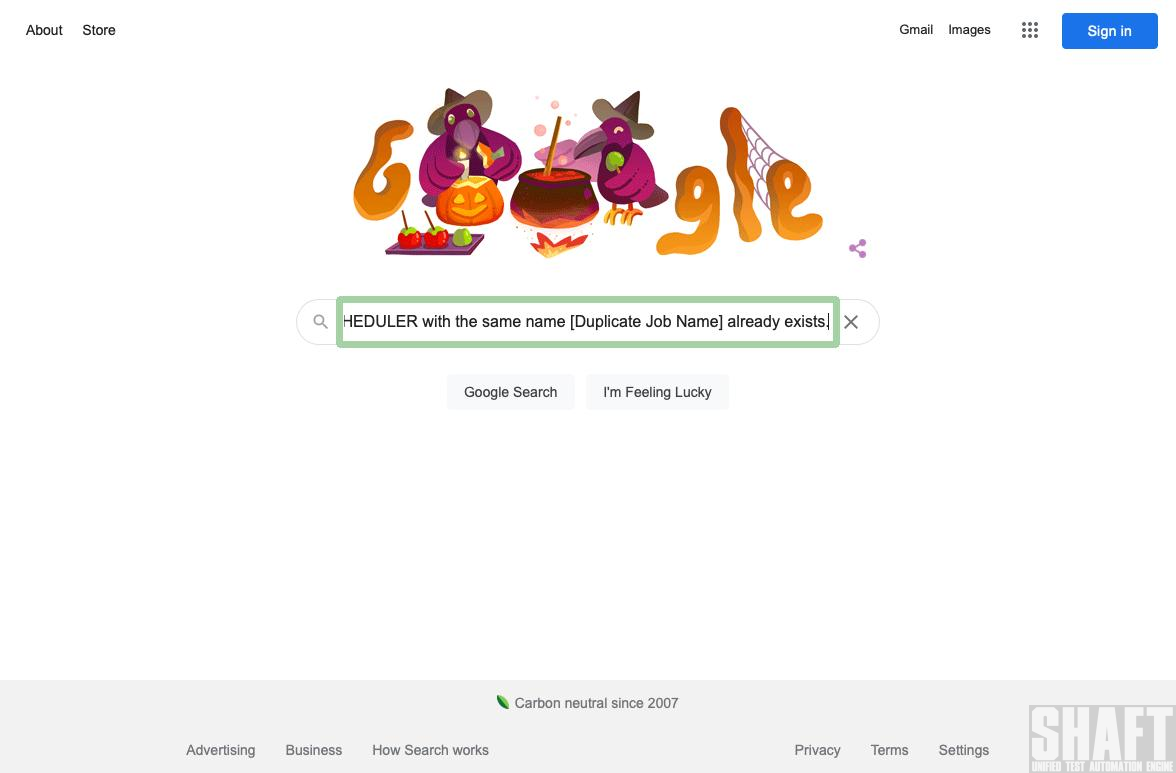 About Store
Gmail Images
Sign in
Google
HEDULER with the same name [Duplicate Job Name] already exists.
Google Search
I'm Feeling Lucky
Carbon neutral since 2007
Advertising Business How Search works
Privacy Terms Settings
SHAFT
UNIFIED TEST AUTOMATION ENGINE